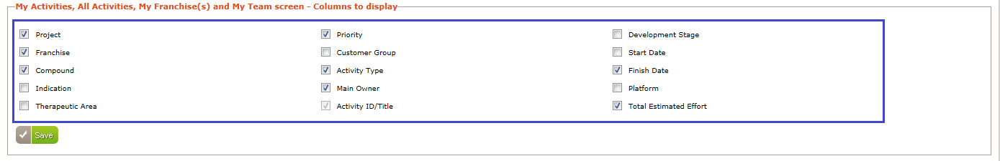 My Activities, All Activities, My Franchise(s) and My Team screen - Columns to display
Project
Franchise
Compound
Indication
Therapeutic Area
Priority
Customer Group
Activity Type
Main Owner
Activity ID/Title
Development Stage
Start Date
Finish Date
Platform
Total Estimated Effort
Save